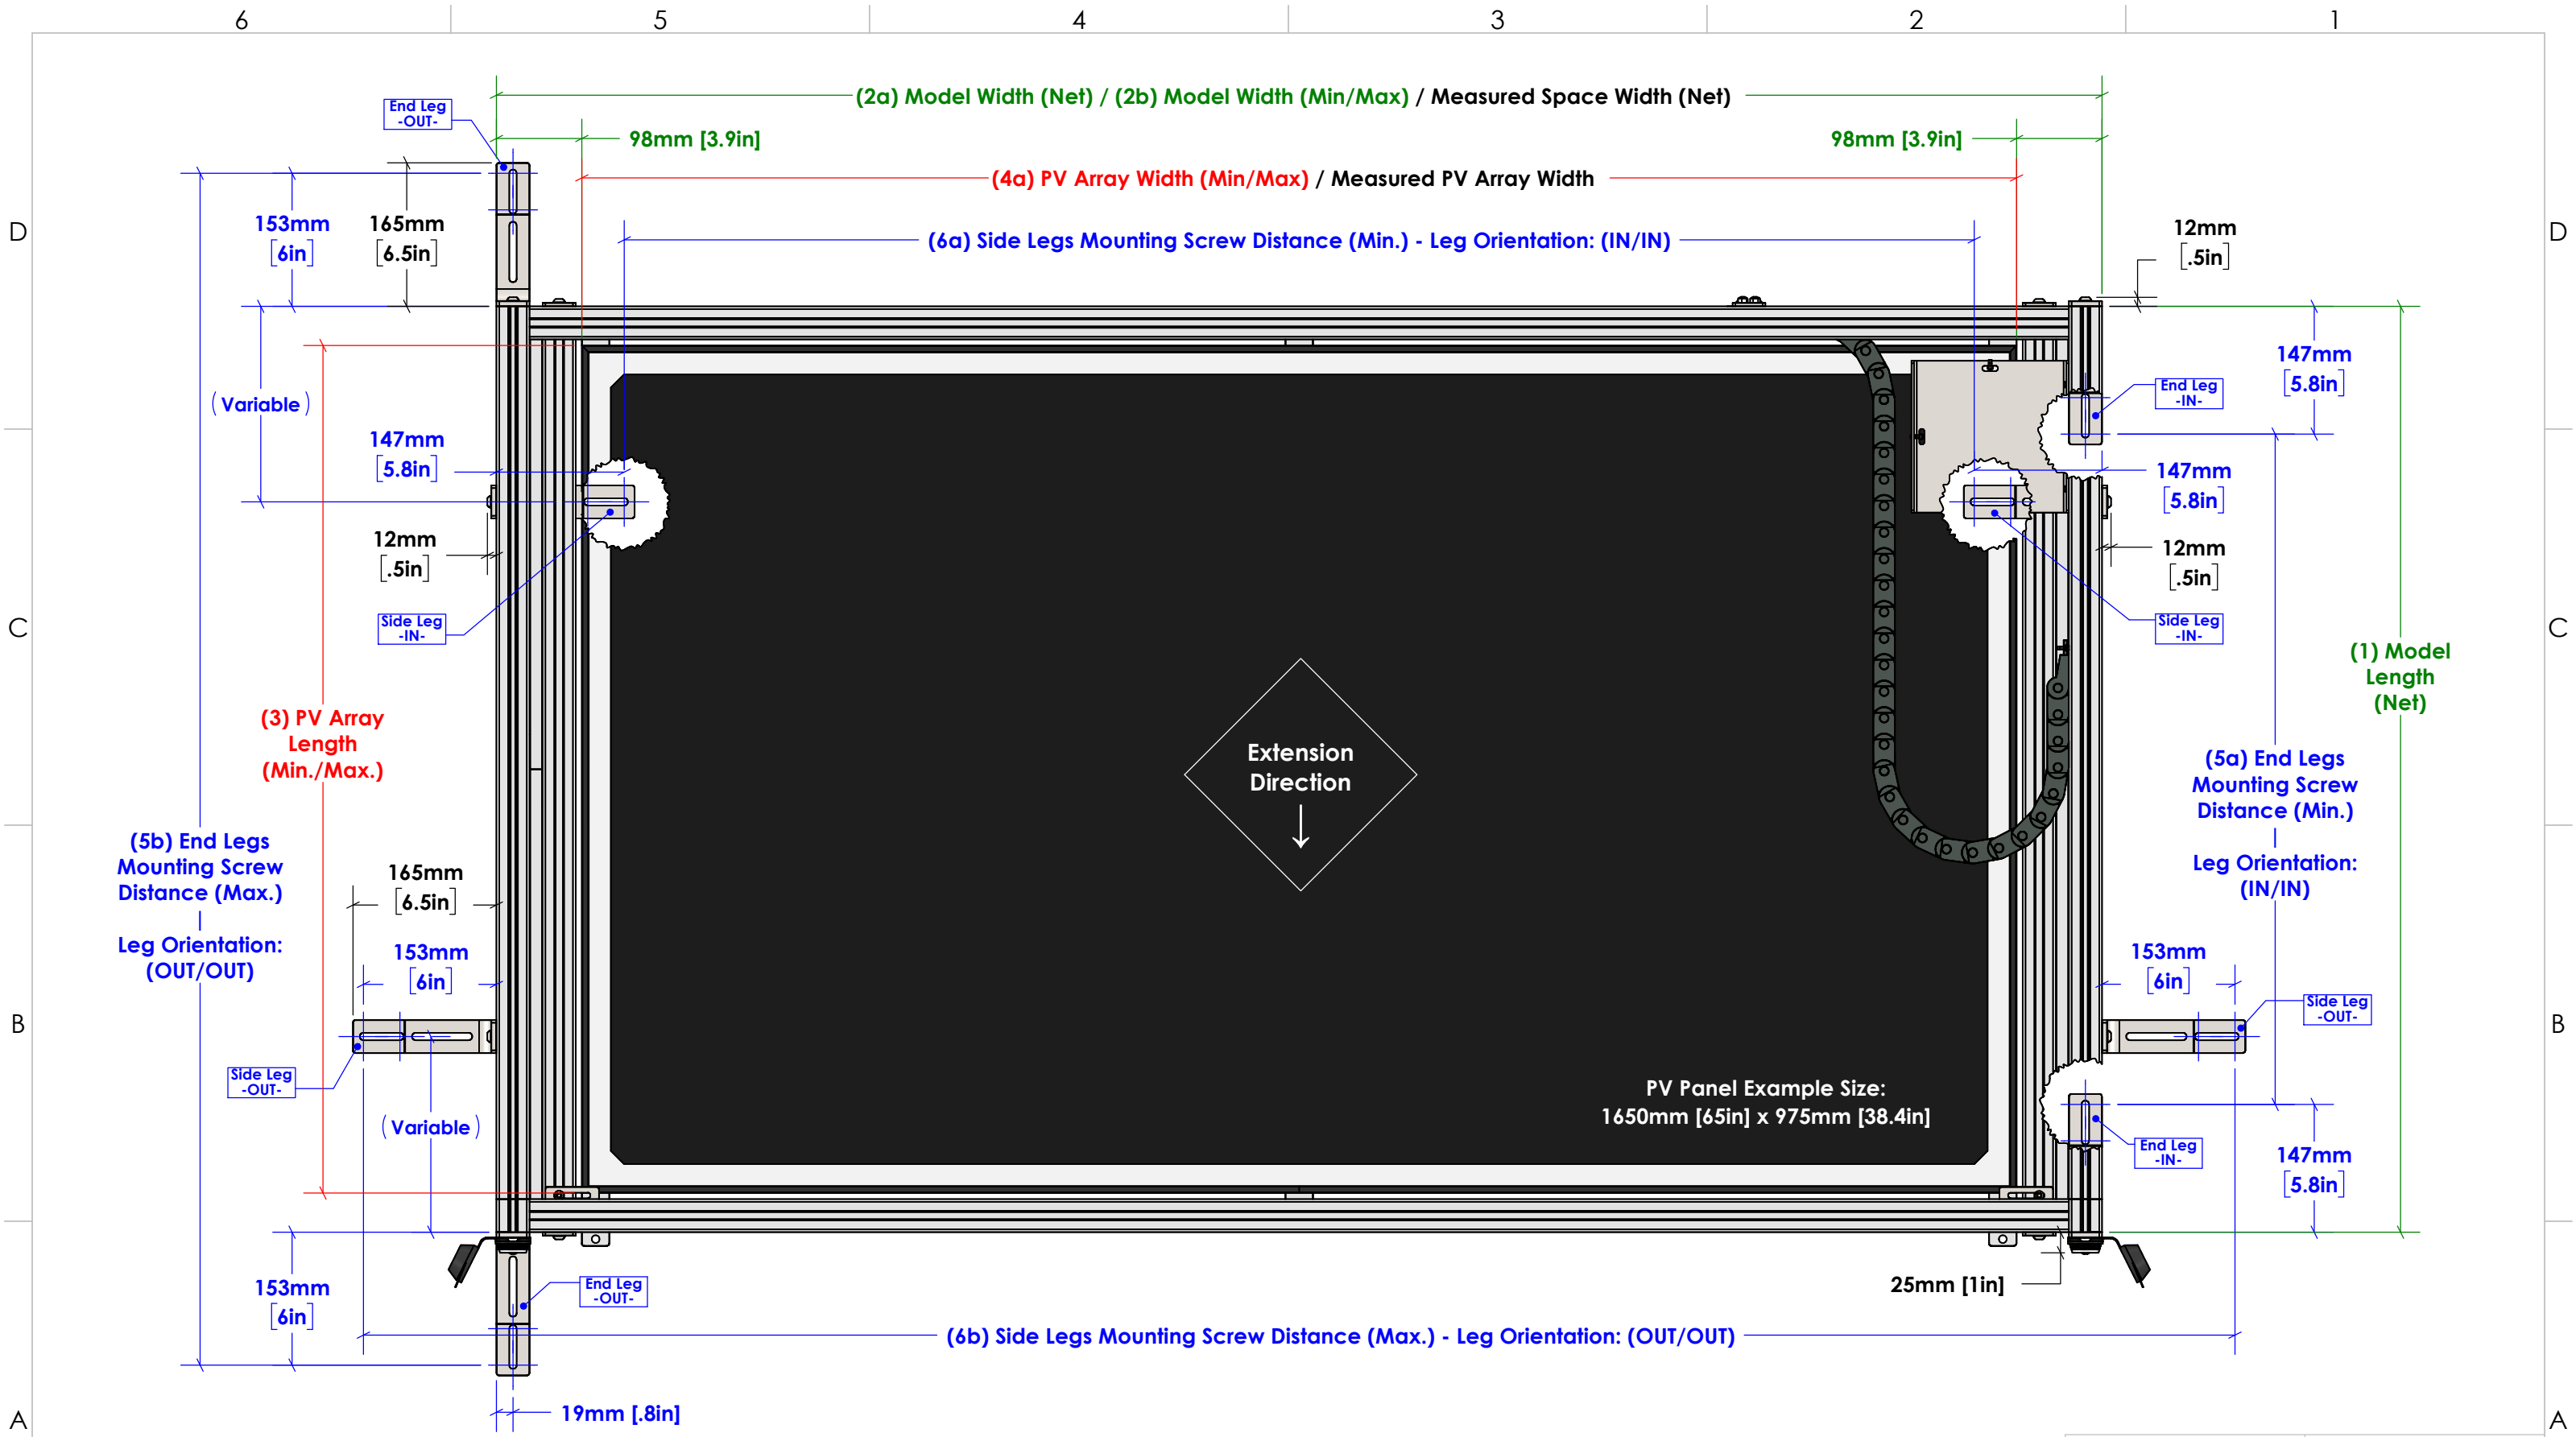 6 5 4 3 2 1
(2a) Model Width (Net) / (2b) Model Width (Min/Max) / Measured Space Width (Net)
End Leg
-OUT-
98mm [3.9in]
98mm [3.9in]
(4a) PV Array Width (Min/Max) / Measured PV Array Width
D
153mm
[6in]
165mm
[6.5in]
(6a) Side Legs Mounting Screw Distance (Min.) - Leg Orientation: (IN/IN)
12mm
[.5in]
D
147mm
[5.8in]
End Leg
-IN-
(Variable)
147mm
[5.8in]
147mm
[5.8in]
12mm
[.5in]
12mm
[.5in]
C
Side Leg
-IN-
Side Leg
-IN-
C
(1) Model
Length
(Net)
(3) PV Array
Length
(Min./Max.)
Extension
Direction
(5a) End Legs
Mounting Screw
Distance (Min.)
Leg Orientation:
(IN/IN)
(5b) End Legs
Mounting Screw
Distance (Max.)
Leg Orientation:
(OUT/OUT)
165mm
[6.5in]
153mm
[6in]
153mm
[6in]
Side Leg
-OUT-
B
B
Side Leg
-OUT-
(Variable)
PV Panel Example Size:
1650mm [65in] x 975mm [38.4in]
End Leg
-IN-
147mm
[5.8in]
153mm
[6in]
End Leg
-OUT-
25mm [1in]
(6b) Side Legs Mounting Screw Distance (Max.) - Leg Orientation: (OUT/OUT)
19mm [.8in]
A
A